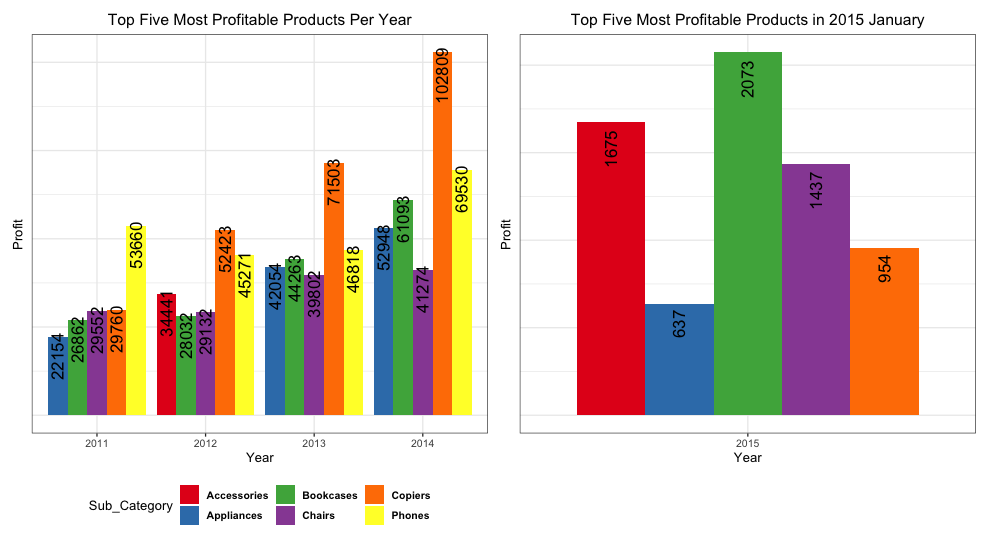 Top Five Most Profitable Products Per Year
Profit
22154
26862
29552
29760
53660
34441
28032
29132
52423
45271
42054
44263
39802
71503
46818
52948
61093
41274
102809
69530
2011
2012
2013
2014
Year
Sub_Category
Accessories
Bookcases
Copiers
Appliances
Chairs
Phones
Top Five Most Profitable Products in 2015 January
Profit
1675
637
2073
1437
954
2015
Year